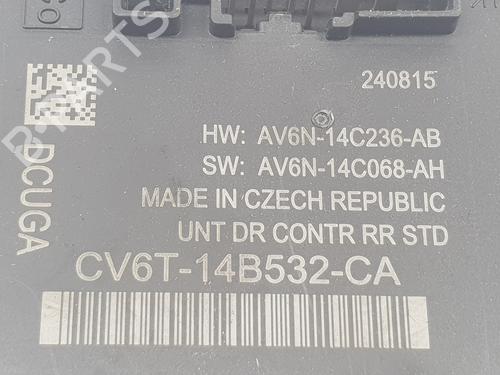 240815
HW: AV6N-14C236-AB
SW: AV6N-14C068-AH
MADE IN CZECH REPUBLIC
UNT DR CONTR RR STD
CV6T-14B532-CA
DCUGA